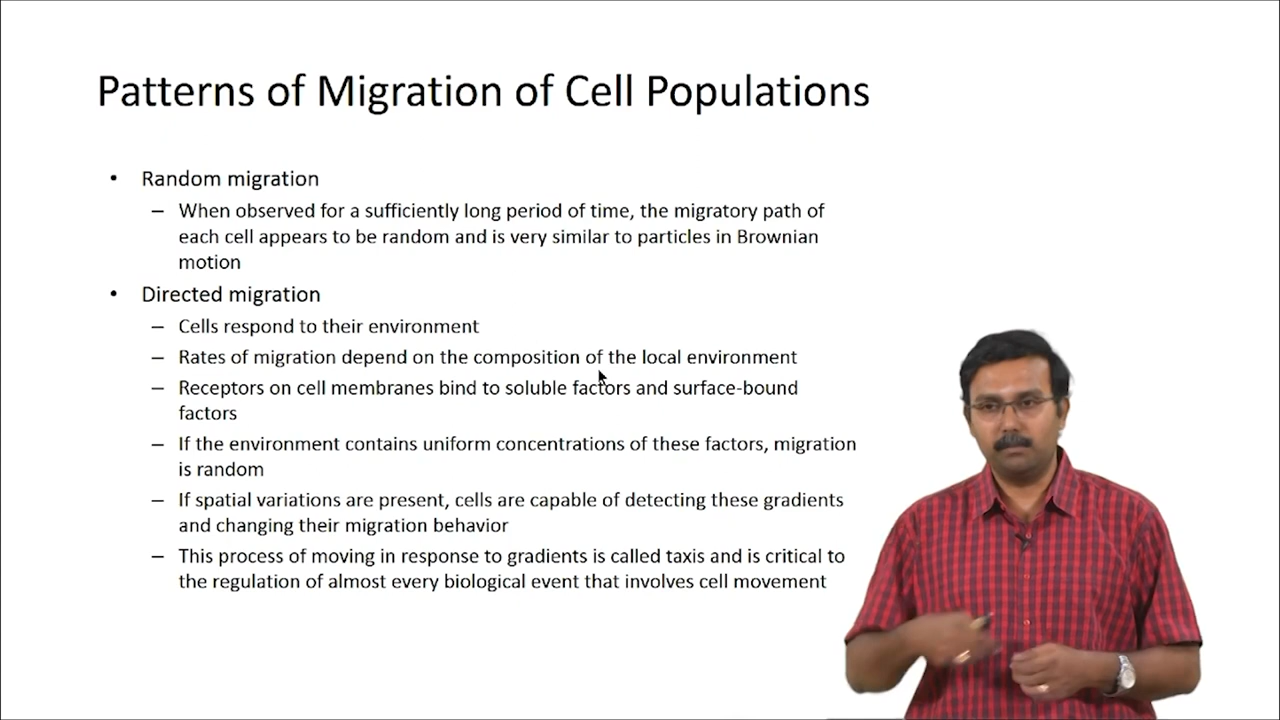 Patterns of Migration of Cell Populations
• Random migration
– When observed for a sufficiently long period of time, the migratory path of
each cell appears to be random and is very similar to particles in Brownian
motion
• Directed migration
– Cells respond to their environment
– Rates of migration depend on the composition of the local environment
– Receptors on cell membranes bind to soluble factors and surface-bound
factors
– If the environment contains uniform concentrations of these factors, migration
is random
– If spatial variations are present, cells are capable of detecting these gradients
and changing their migration behavior
– This process of moving in response to gradients is called taxis and is critical to
the regulation of almost every biological event that involves cell movement